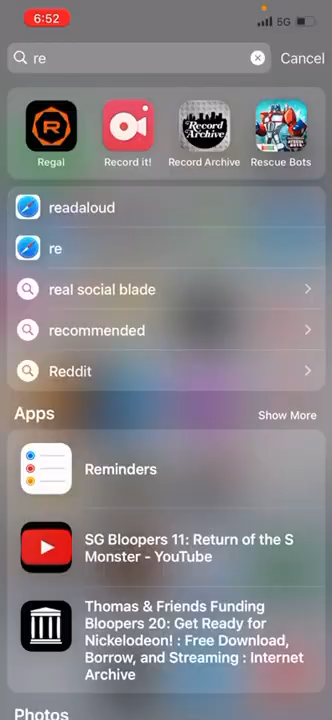 6:52
5G
re
Cancel
Record Archive
Regal
Record it!
Record Archive
Rescue Bots
readaloud
re
real social blade
recommended
Reddit
Apps
Show More
Reminders
SG Bloopers 11: Return of the S
Monster - YouTube
Thomas & Friends Funding
Bloopers 20: Get Ready for
Nickelodeon! : Free Download,
Borrow, and Streaming : Internet
Archive
Photos